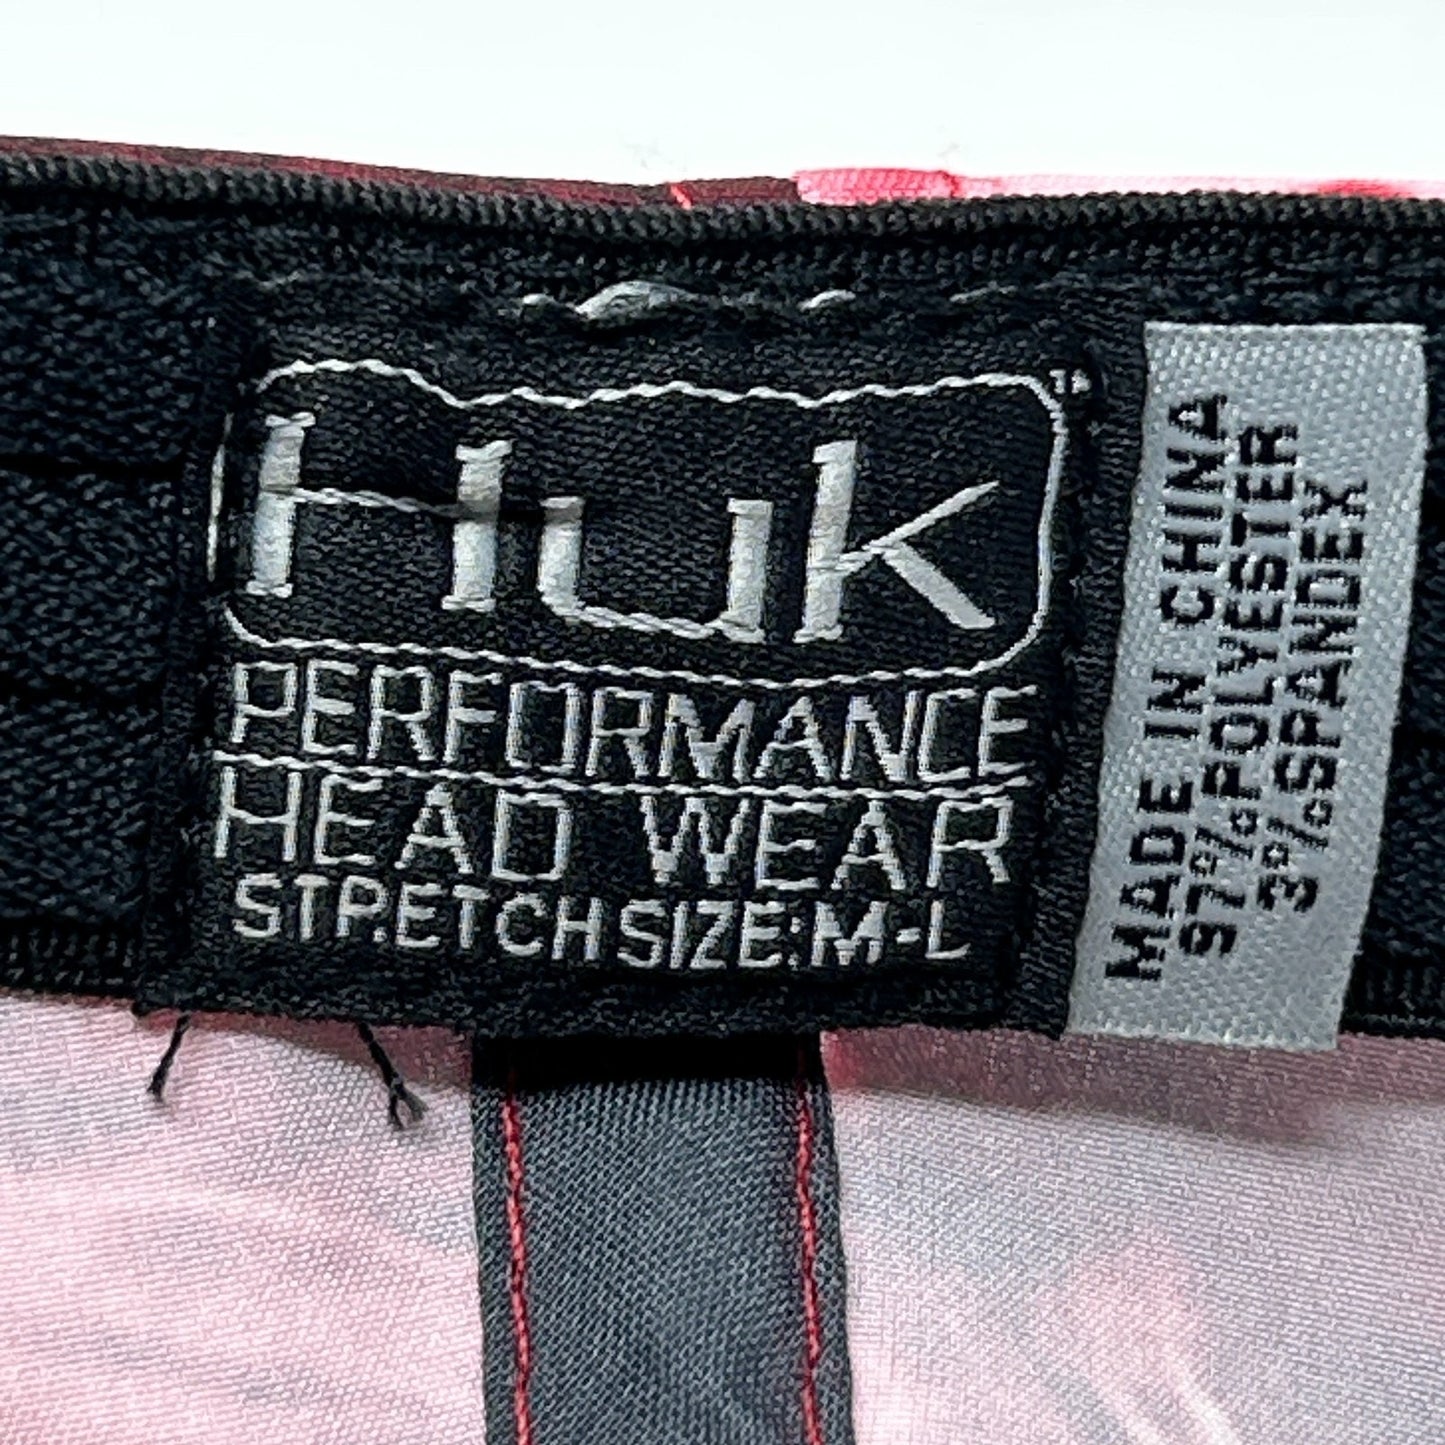 Huk
PERFORMANCE
HEAD WEAR
STRETCH SIZE: M-L
MADE IN CHINA
97% POLYESTER
3% SPANDEX